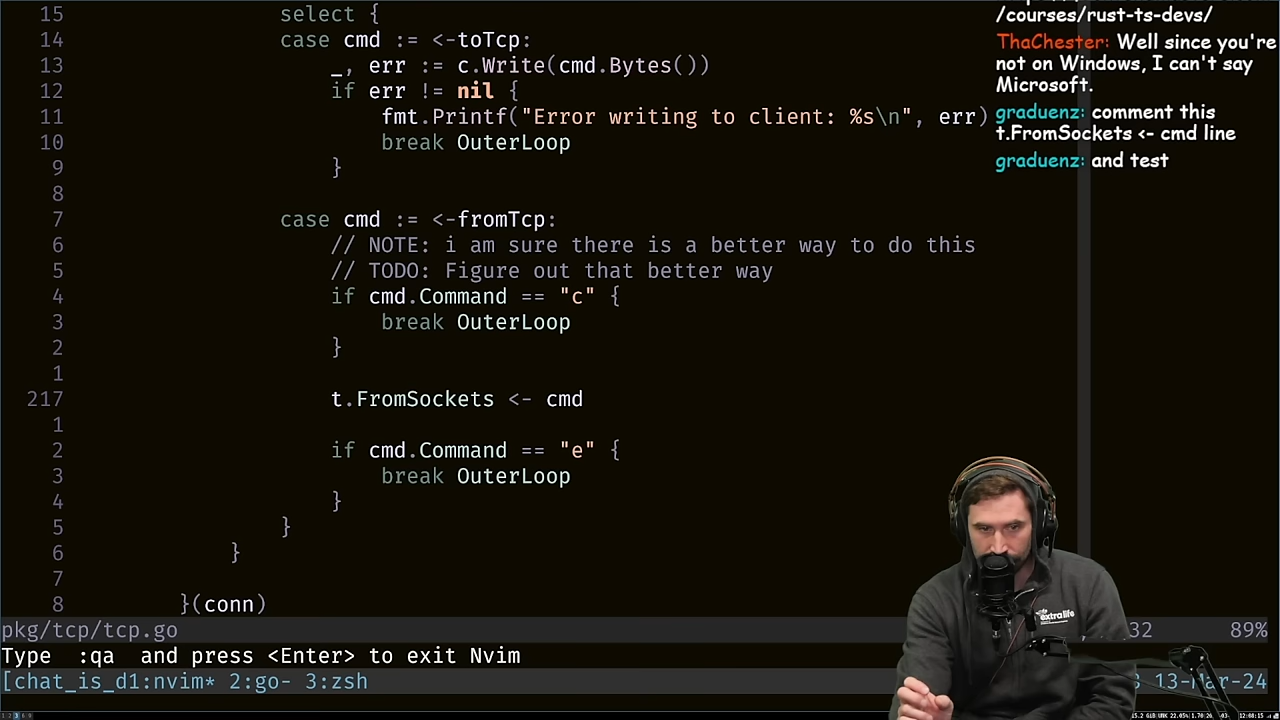 15 select {
14 case cmd := <-toTcp:
13 _, err := c.Write(cmd.Bytes())
12 if err != nil {
11 fmt.Printf("Error writing to client: %s\n", err)
10 break OuterLoop
9 }
8
7 case cmd := <-fromTcp:
6 // NOTE: i am sure there is a better way to do this
5 // TODO: Figure out that better way
4 if cmd.Command == "c" {
3 break OuterLoop
2 }
1
217 t.FromSockets <- cmd
1
2 if cmd.Command == "e" {
3 break OuterLoop
4 }
5 }
6 }
7
8 }(conn)
pkg/tcp/tcp.go 32 89%
Type :qa and press <Enter> to exit Nvim
[chat_is_d1:nvim* 2:go- 3:zsh 13-Mar-24
/courses/rust-ts-devs/
ThaChester: Well since you're
not on Windows, I can't say
Microsoft.
graduenz: comment this
t.FromSockets <- cmd line
graduenz: and test
extralife